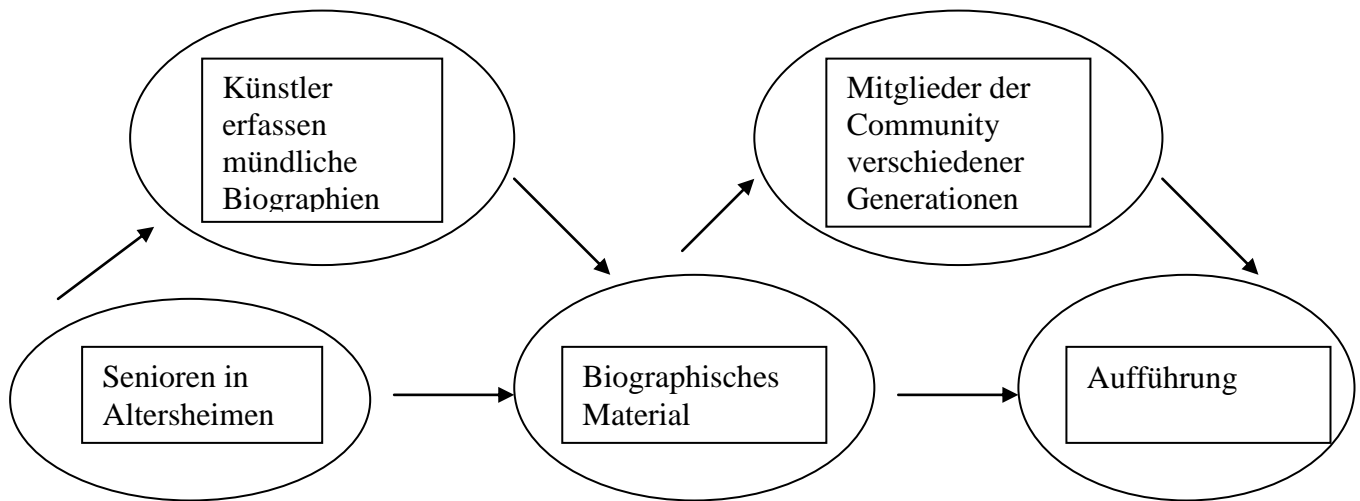 Künstler
erfassen
mündliche
Biographien
Mitglieder der
Community
verschiedener
Generationen
Senioren in
Altersheimen
Biographisches
Material
Aufführung